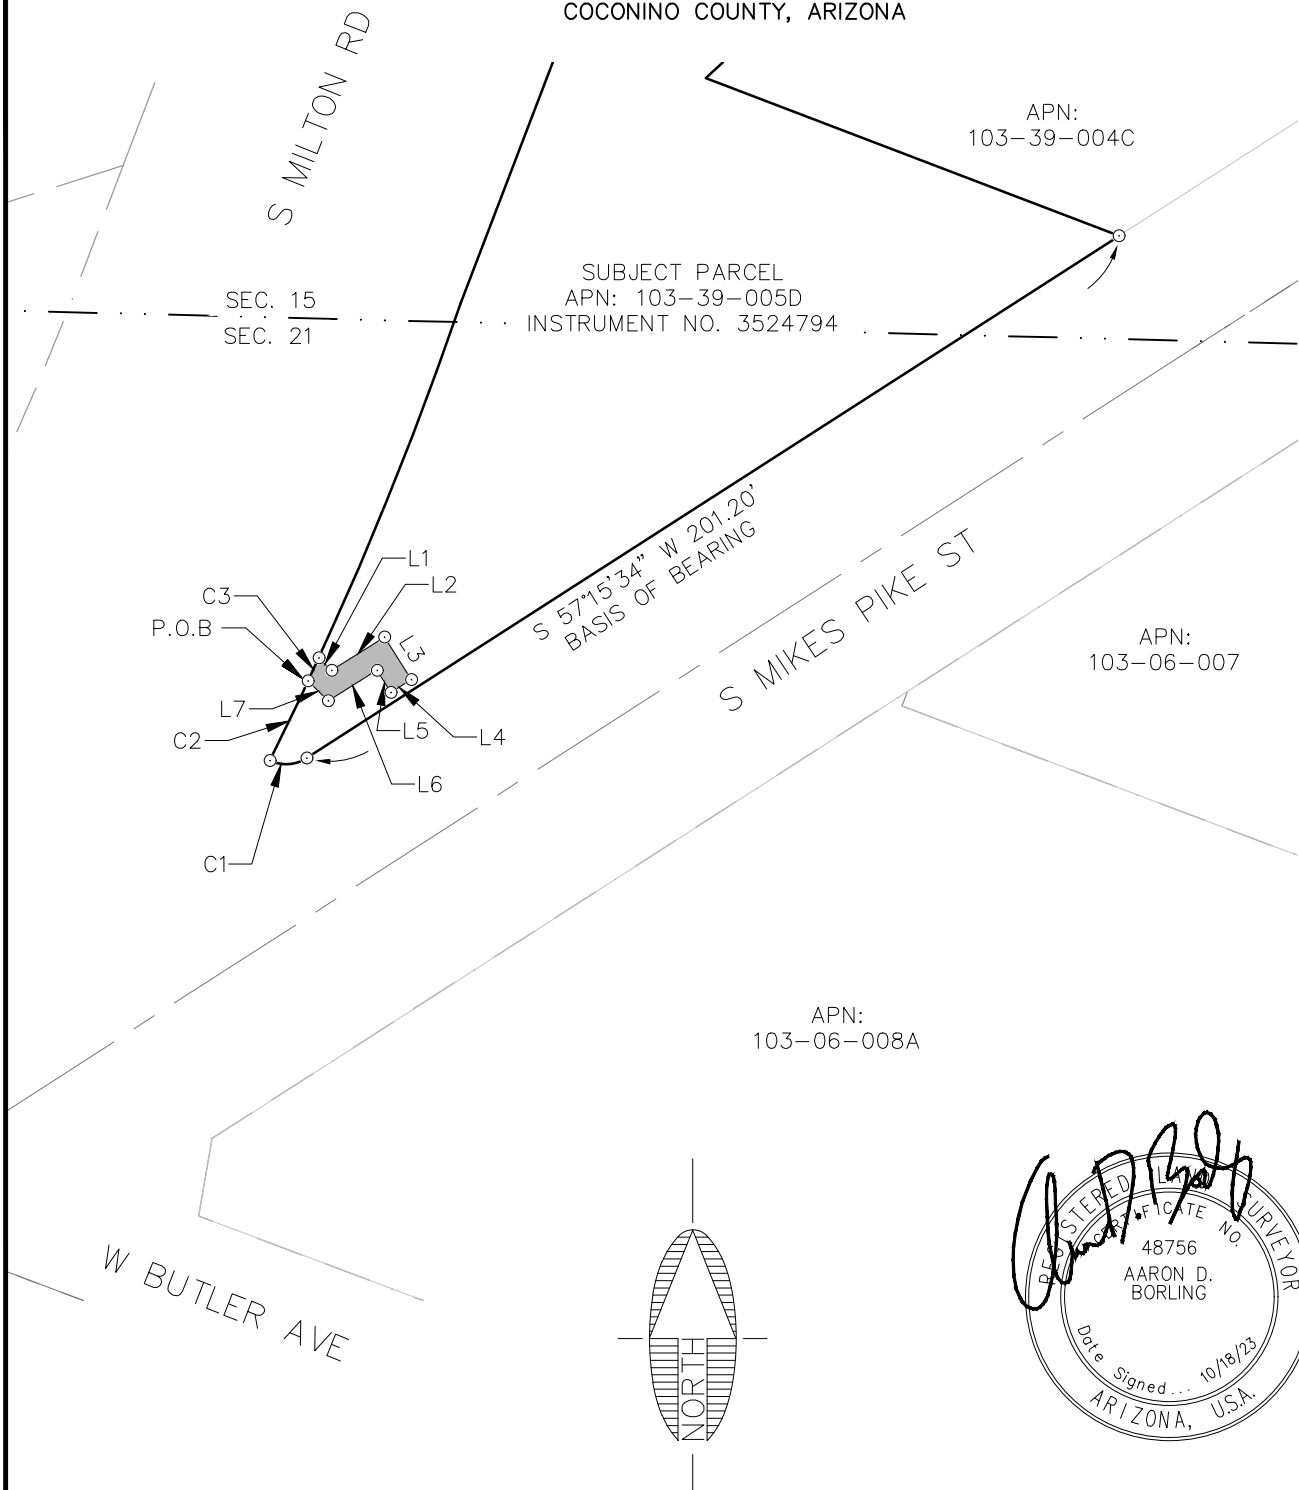 COCONINO COUNTY, ARIZONA
S MILTON RD
APN:
103-39-004C
SUBJECT PARCEL
APN: 103-39-005D
INSTRUMENT NO. 3524794
SEC. 15
SEC. 21
S 57°15'34" W 201.20'
BASIS OF BEARING
S MIKES PIKE ST
L1
L2
C3
P.O.B
L3
L7
C2
L5
L4
L6
C1
APN:
103-06-007
APN:
103-06-008A
W BUTLER AVE
NORTH
REGISTERED LAND SURVEYOR
CERTIFICATE NO.
48756
AARON D.
BORLING
Date Signed... 10/18/23
ARIZONA, U.S.A.